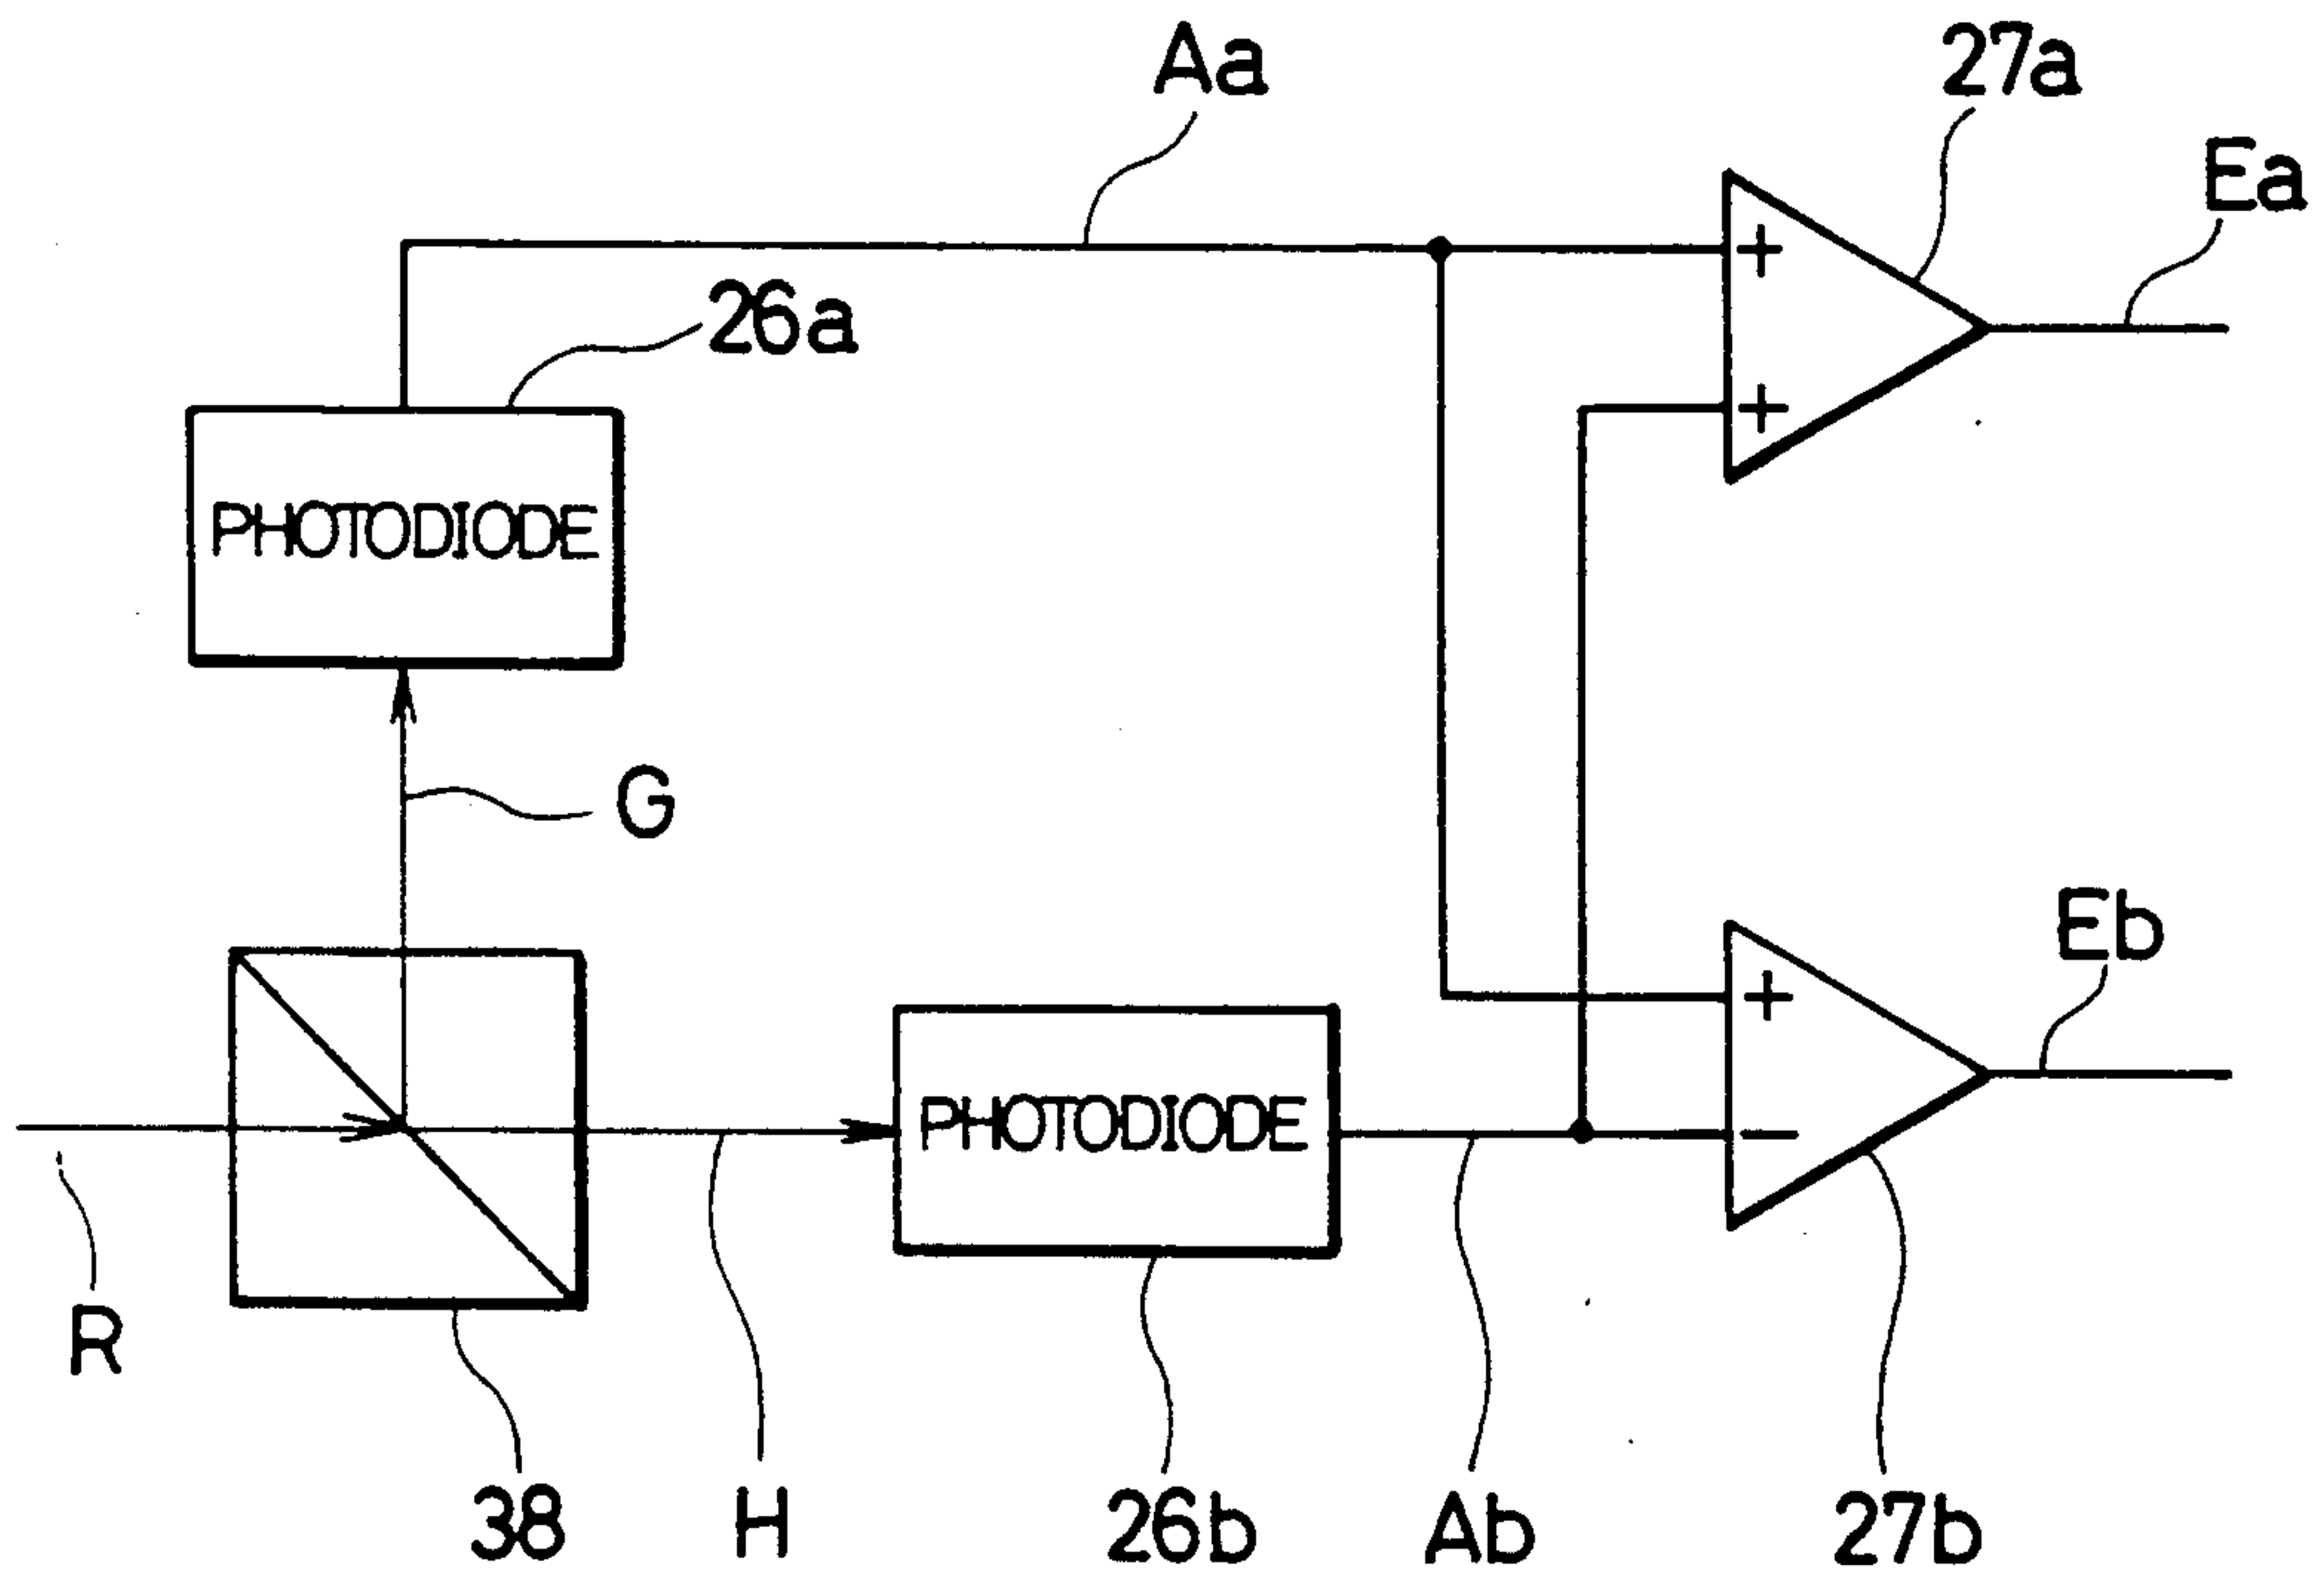 Aa
27a
Ea
+
26a
+
PHOTODIODE
G
Eb
+
PHOTODIODE
−
R
38
H
26b
Ab
27b